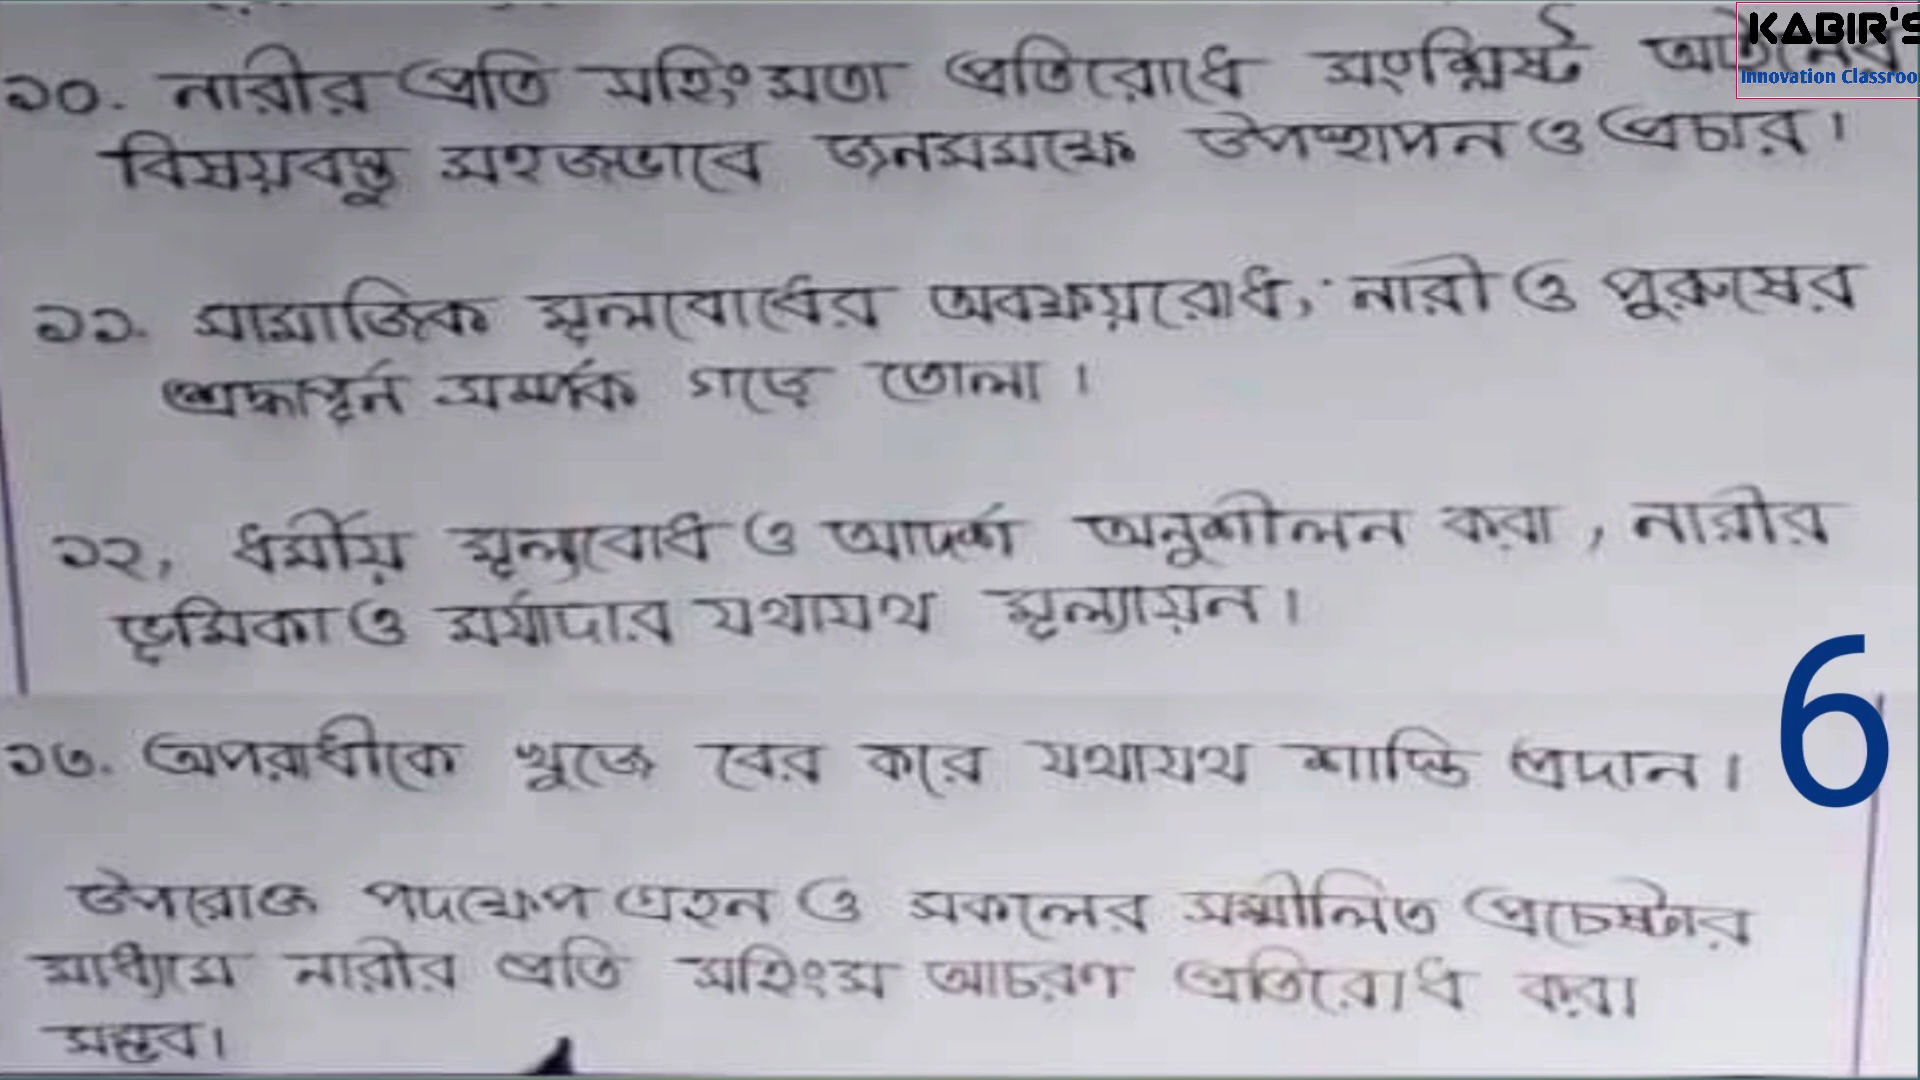 KABIR'S
Innovation Classroo
১০. নারীর প্রতি সহিংসতা প্রতিরোধে সংশ্লিষ্ট
বিষয়বস্তু সহজভাবে জনসমক্ষে উপস্থাপন ও প্রচার।
১১. সামাজিক মূল্যবোধের অবক্ষয়রোধ, নারী ও পুরুষের
শ্রদ্ধাপূর্ন সম্পর্ক গড়ে তোলা।
১২, ধর্মীয় মূল্যবোধ ও আদর্শ অনুশীলন করা, নারীর
ভূমিকা ও মর্যাদার যথাযথ মূল্যায়ন।
6
১৩. অপরাধীকে খুজে বের করে যথাযথ শাস্তি প্রদান।
উপরোক্ত পদক্ষেপ গ্রহন ও সকলের সম্মীলিত প্রচেষ্টার
মাধ্যমে নারীর প্রতি সহিংস আচরণ প্রতিরোধ করা
সম্ভব।